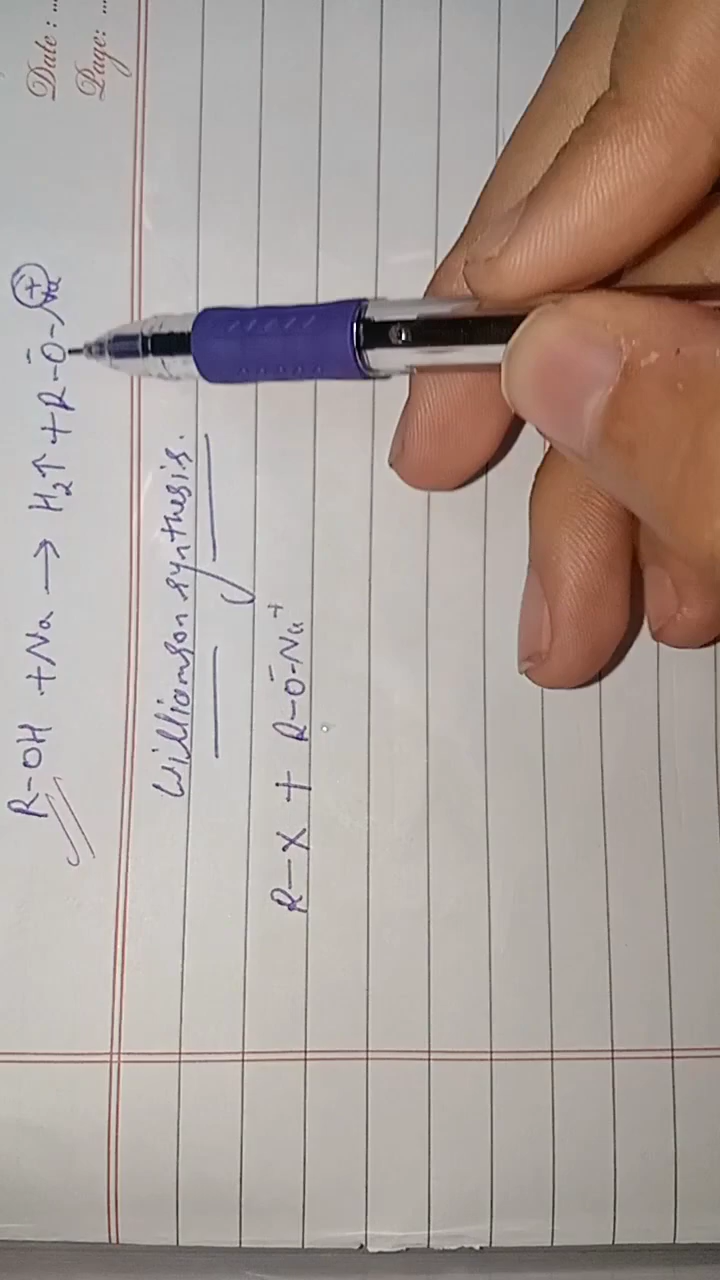 Date : ...
Page: ...
R-OH + Na → H₂↑ + R-Ō-Na⊕
Williamson synthesis.
R-X + R-Ō-Na⁺